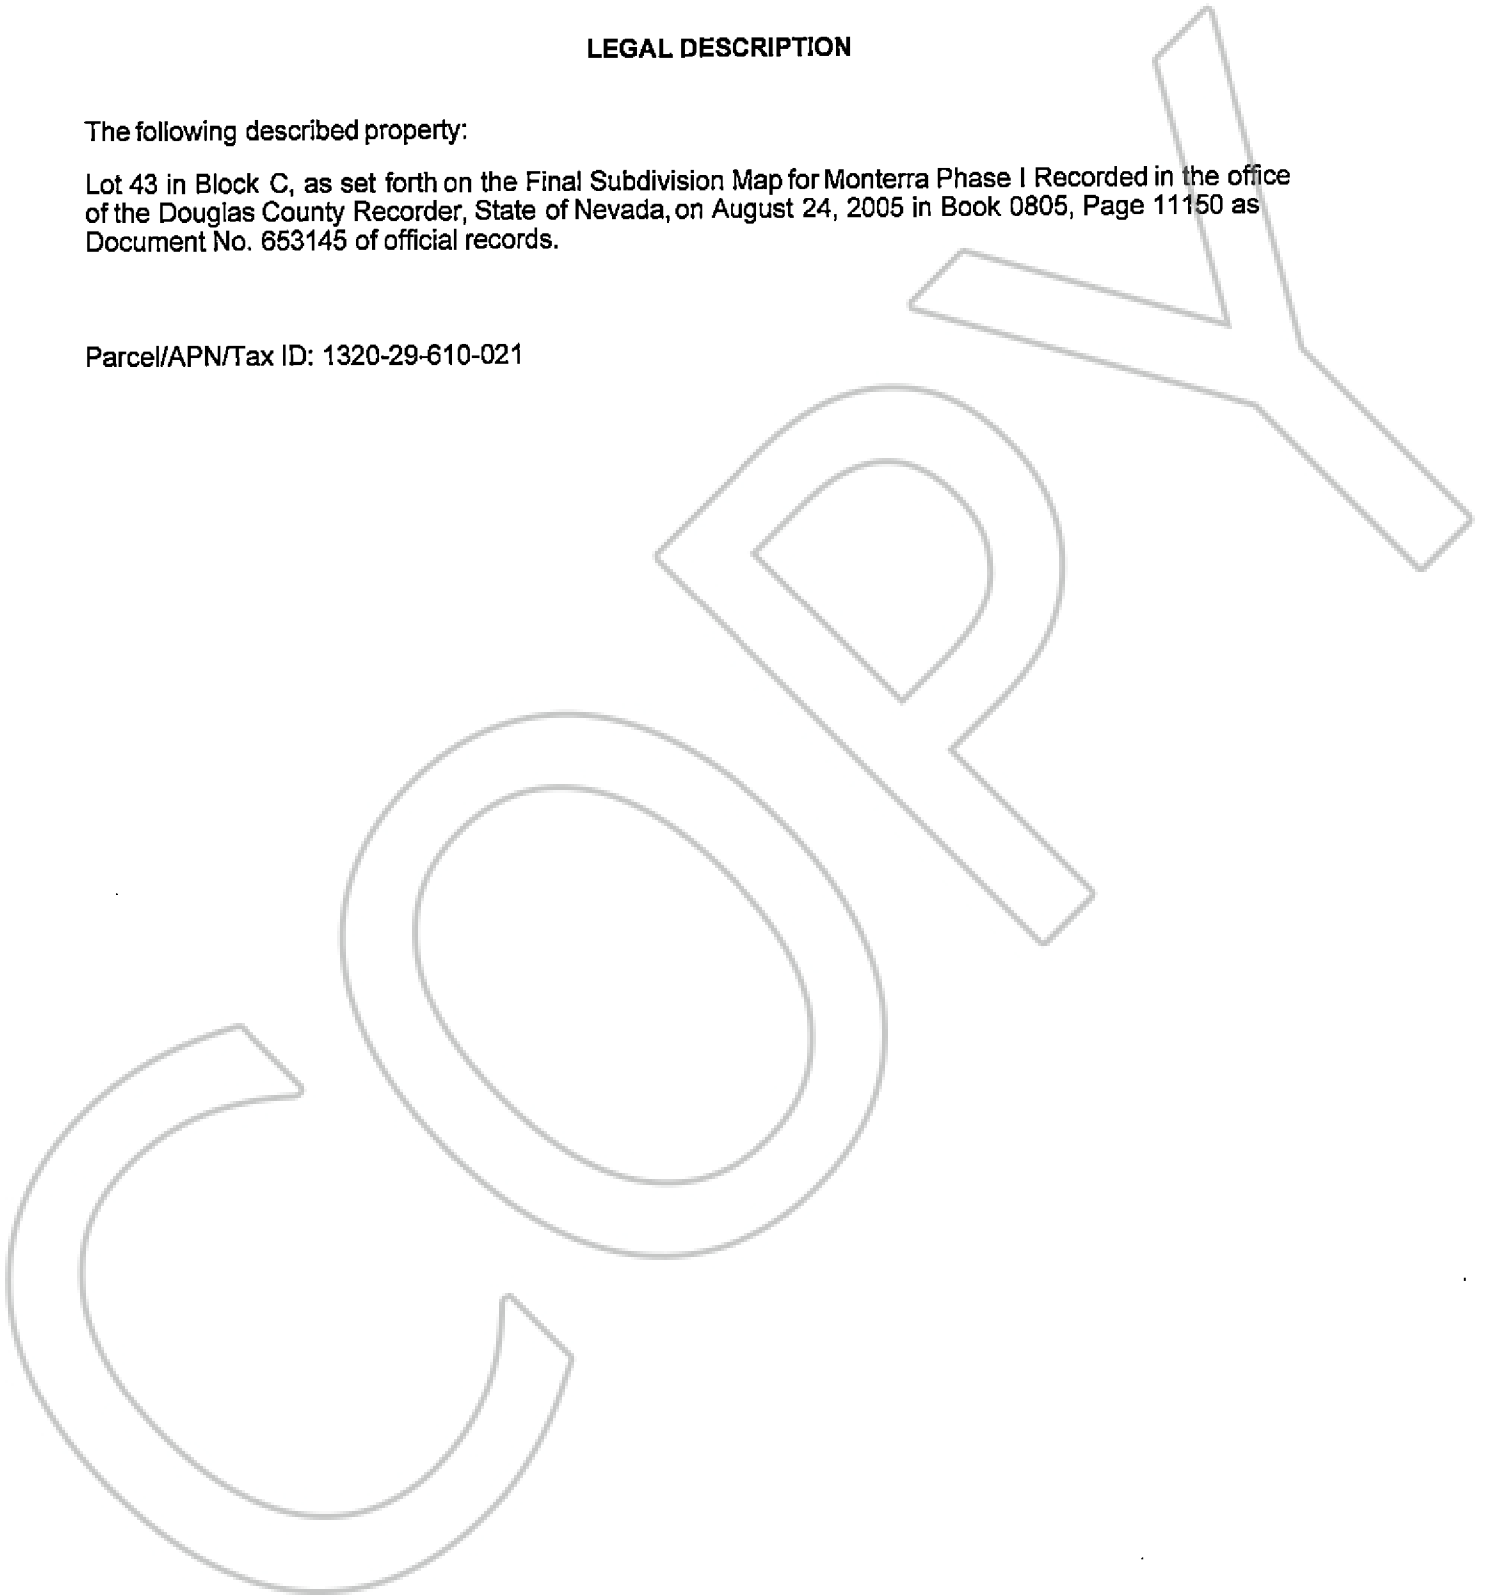 LEGAL DESCRIPTION
The following described property:
Lot 43 in Block C, as set forth on the Final Subdivision Map for Monterra Phase I Recorded in the office
of the Douglas County Recorder, State of Nevada, on August 24, 2005 in Book 0805, Page 11150 as
Document No. 653145 of official records.
Parcel/APN/Tax ID: 1320-29-610-021
COPY